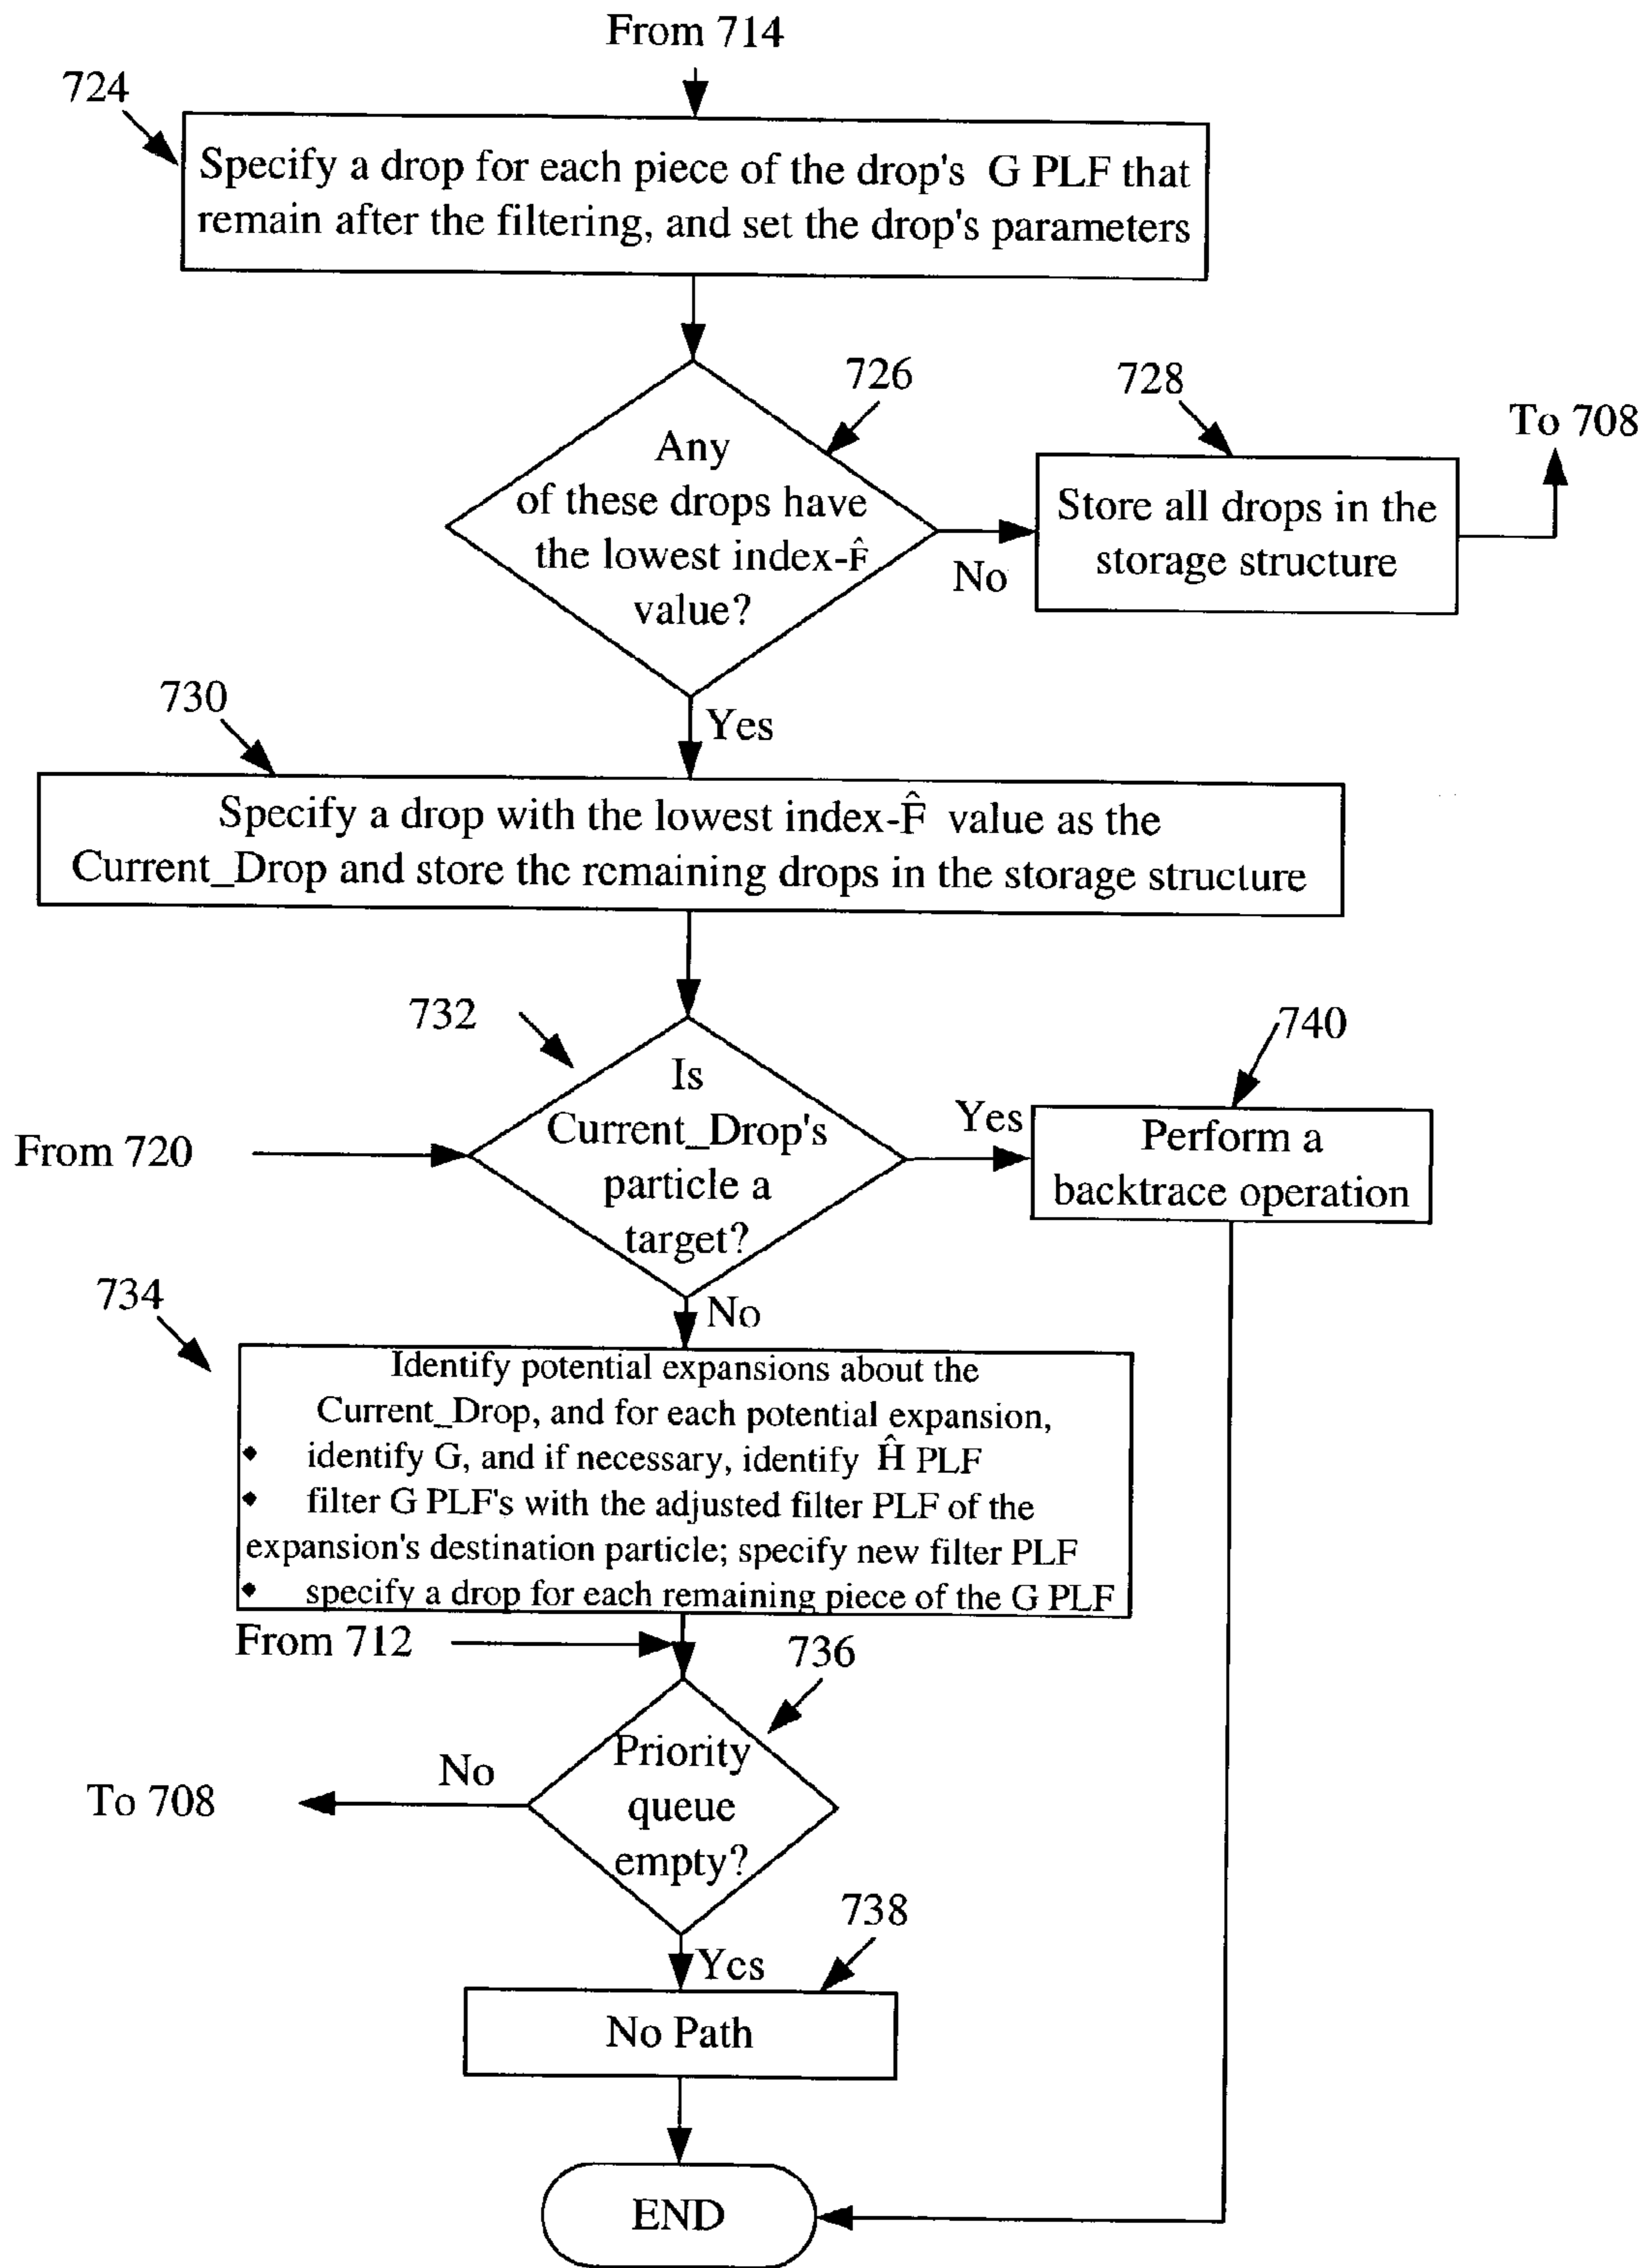 From 714
724
Specify a drop for each piece of the drop's G PLF that
remain after the filtering, and set the drop's parameters
726
728
To 708
Any
of these drops have
the lowest index-F̂
value?
No
Store all drops in the
storage structure
730
Yes
Specify a drop with the lowest index-F̂ value as the
Current_Drop and store the remaining drops in the storage structure
732
740
Is
Current_Drop's
particle a
target?
From 720
Yes
Perform a
backtrace operation
734
No
Identify potential expansions about the
Current_Drop, and for each potential expansion,
♦ identify G, and if necessary, identify Ĥ PLF
♦ filter G PLF's with the adjusted filter PLF of the
expansion's destination particle; specify new filter PLF
♦ specify a drop for each remaining piece of the G PLF
From 712
736
Priority
queue
empty?
No
To 708
738
Yes
No Path
END